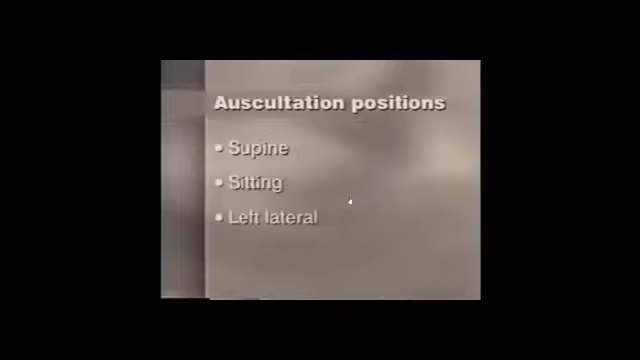 Auscultation positions
• Supine
• Sitting
• Left lateral